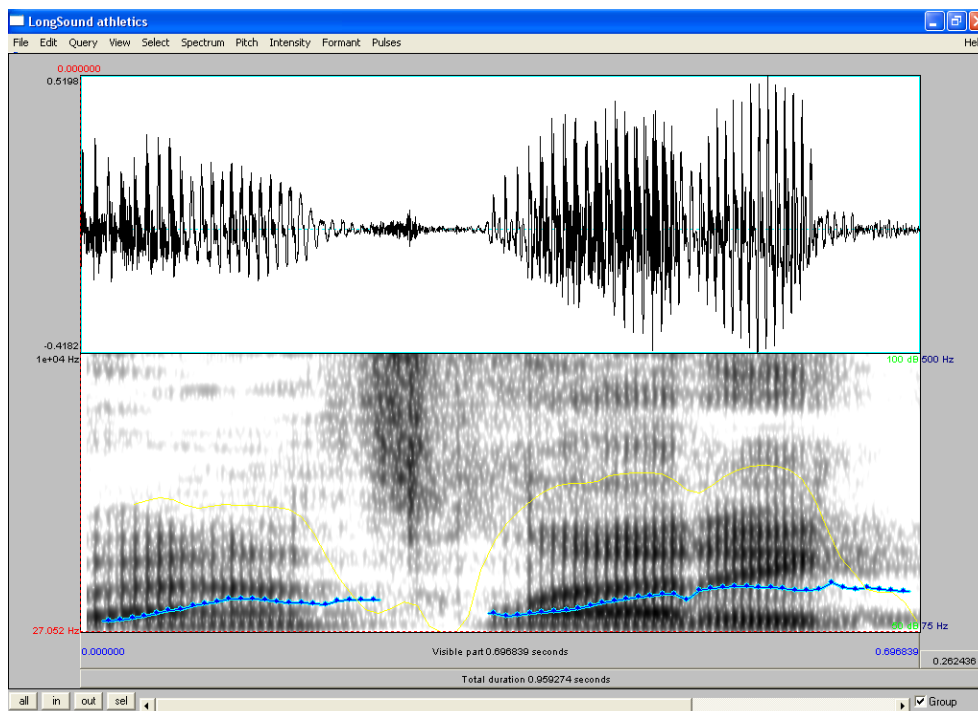 LongSound athletics
File Edit Query View Select Spectrum Pitch Intensity Formant Pulses Hel
0.000000
0.5198
-0.4182
1e+04 Hz 100 dB 500 Hz
27.052 Hz 75 Hz
0.000000 Visible part 0.696839 seconds 0.696839
0.262436
Total duration 0.959274 seconds
all in out sel Group